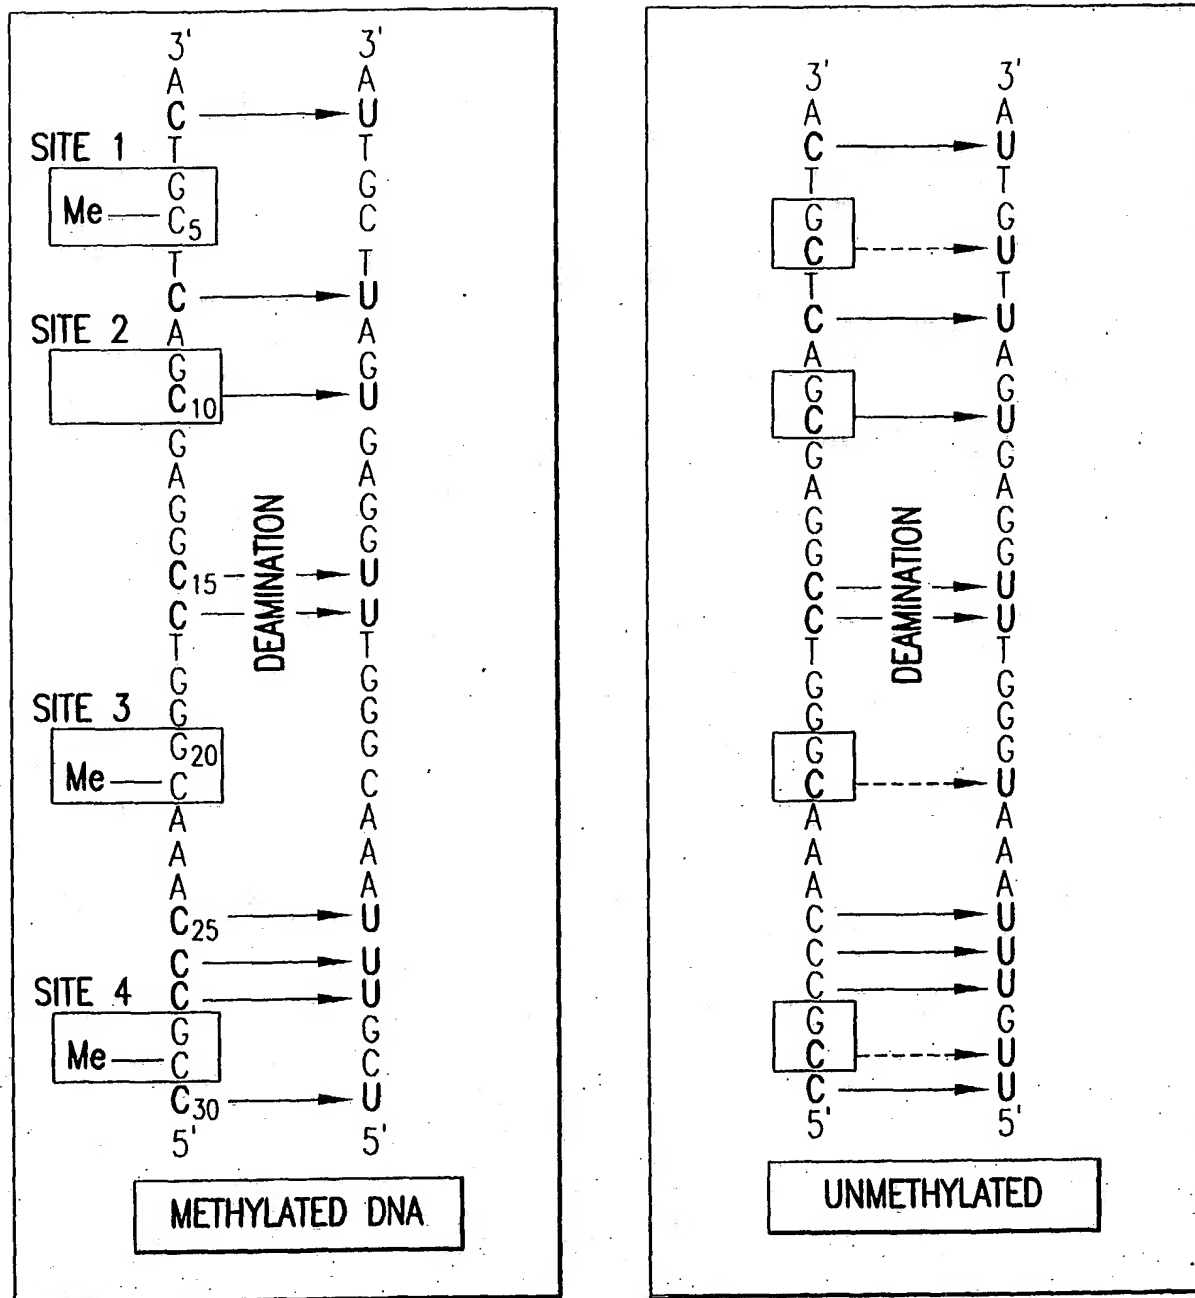 3' 3'
A A
C U
SITE 1 T T
G G
Me C5 C
T T
C U
SITE 2 A A
G G
C10 U
G G
A A
G G
G G
C15 U
C U
DEAMINATION
T T
G G
SITE 3 G G
G20 G
Me C C
A A
A A
A A
C25 U
C U
SITE 4 C U
G G
Me C C
C30 U
5' 5'
METHYLATED DNA
3' 3'
A A
C U
T T
G G
C U
T T
C U
A A
G G
C U
G G
A A
G G
G G
C U
C U
DEAMINATION
T T
G G
G G
G G
C U
A A
A A
A A
C U
C U
C U
G G
C U
C U
5' 5'
UNMETHYLATED